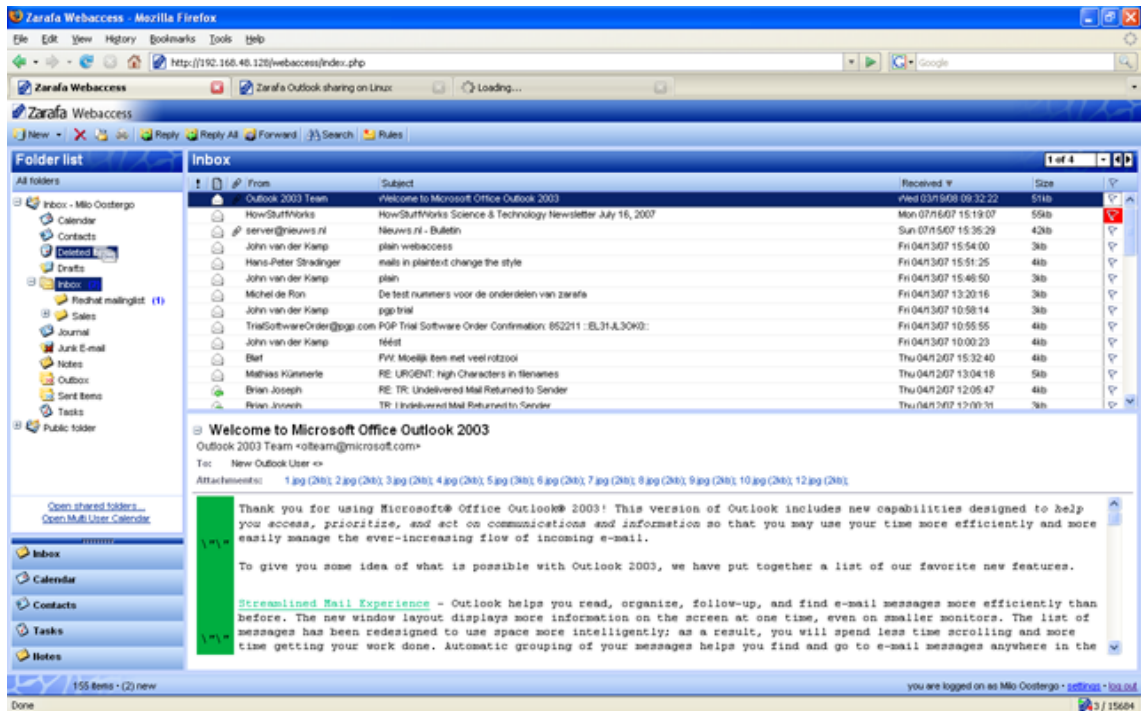 Zarafa Webaccess - Mozilla Firefox
File Edit View History Bookmarks Tools Help
http://192.168.48.128/webaccess/index.php
Google
Zarafa Webaccess
Zarafa Outlook sharing on Linux
Loading...
Zarafa Webaccess
New Reply Reply All Forward Search Rules
Folder list
All folders
Inbox - Milo Oostergo
Calendar
Contacts
Deleted
Drafts
Inbox
Redhat mailinglist (1)
Sales
Journal
Junk E-mail
Notes
Outbox
Sent Items
Tasks
Public folder
Open shared folders...
Open Multi User Calendar
Inbox
Calendar
Contacts
Tasks
Notes
Inbox 1 of 4
! From Subject Received Size
Outlook 2003 Team Welcome to Microsoft Office Outlook 2003 Wed 03/19/08 09:32:22 51kb
HowStuffWorks HowStuffWorks Science & Technology Newsletter July 16, 2007 Mon 07/16/07 15:19:07 55kb
server@nieuws.nl Nieuws.nl - Bulletin Sun 07/15/07 15:35:29 42kb
John van der Kamp plain webaccess Fri 04/13/07 15:54:00 3kb
Hans-Peter Stradinger mails in plaintext change the style Fri 04/13/07 15:51:25 4kb
John van der Kamp plain Fri 04/13/07 15:46:50 3kb
Michel de Ron De test nummers voor de onderdelen van zarafa Fri 04/13/07 13:20:16 3kb
John van der Kamp pgp trial Fri 04/13/07 10:58:14 3kb
TrialSoftwareOrder@pgp.com PGP Trial Software Order Confirmation: 852211 Fri 04/13/07 10:55:55 4kb
John van der Kamp téést Fri 04/13/07 10:00:23 4kb
FW: Moeilijk item met veel rotzooi Thu 04/12/07 15:32:40 4kb
Mathias Kümmerle RE: URGENT: high Characters in filenames Thu 04/12/07 13:04:18 5kb
Brian Joseph RE: TR: Undelivered Mail Returned to Sender Thu 04/12/07 12:05:47 4kb
Brian Joseph TR: Undelivered Mail Returned to Sender Thu 04/12/07 12:00:31 3kb
Welcome to Microsoft Office Outlook 2003
Outlook 2003 Team <olteam@microsoft.com>
To: New Outlook User <>
Attachments: 1.jpg (2kb); 2.jpg (2kb); 3.jpg (2kb); 4.jpg (2kb); 5.jpg (2kb); 6.jpg (2kb); 7.jpg (2kb); 8.jpg (2kb); 9.jpg (2kb); 10.jpg (2kb); 12.jpg (2kb);
Thank you for using Microsoft® Office Outlook® 2003! This version of Outlook includes new capabilities designed to help
you access, prioritize, and act on communications and information so that you may use your time more efficiently and more
\"\" easily manage the ever-increasing flow of incoming e-mail.
To give you some idea of what is possible with Outlook 2003, we have put together a list of our favorite new features.
Streamlined Mail Experience - Outlook helps you read, organize, follow-up, and find e-mail messages more efficiently than
before. The new window layout displays more information on the screen at one time, even on smaller monitors. The list of
\"\" messages has been redesigned to use space more intelligently; as a result, you will spend less time scrolling and more
time getting your work done. Automatic grouping of your messages helps you find and go to e-mail messages anywhere in the
155 items - (2) new
you are logged on as Milo Oostergo - settings - log out
Done
3 / 15684